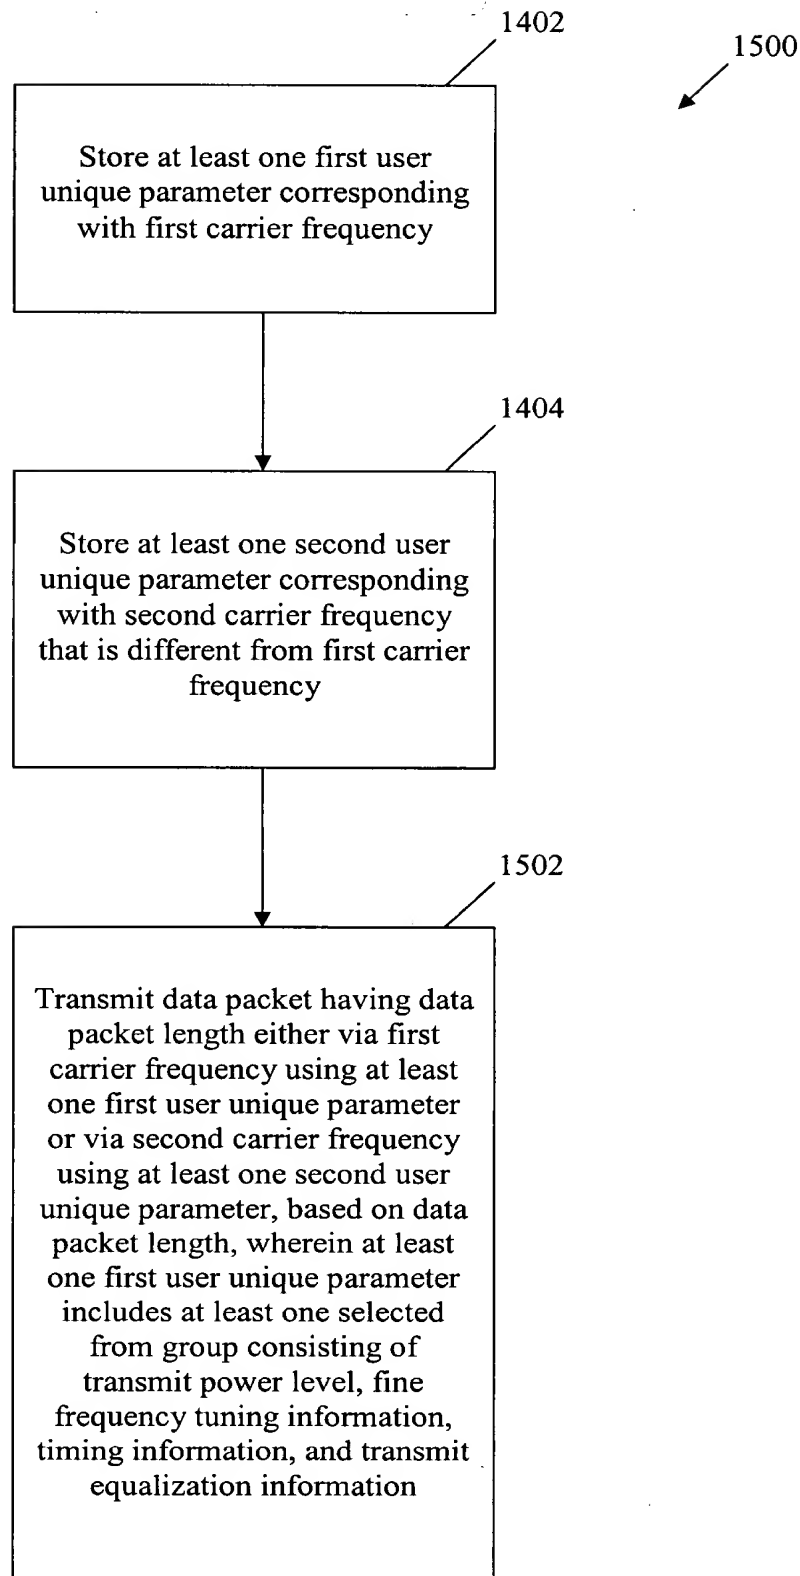 1402
1500
Store at least one first user
unique parameter corresponding
with first carrier frequency
1404
Store at least one second user
unique parameter corresponding
with second carrier frequency
that is different from first carrier
frequency
1502
Transmit data packet having data
packet length either via first
carrier frequency using at least
one first user unique parameter
or via second carrier frequency
using at least one second user
unique parameter, based on data
packet length, wherein at least
one first user unique parameter
includes at least one selected
from group consisting of
transmit power level, fine
frequency tuning information,
timing information, and transmit
equalization information